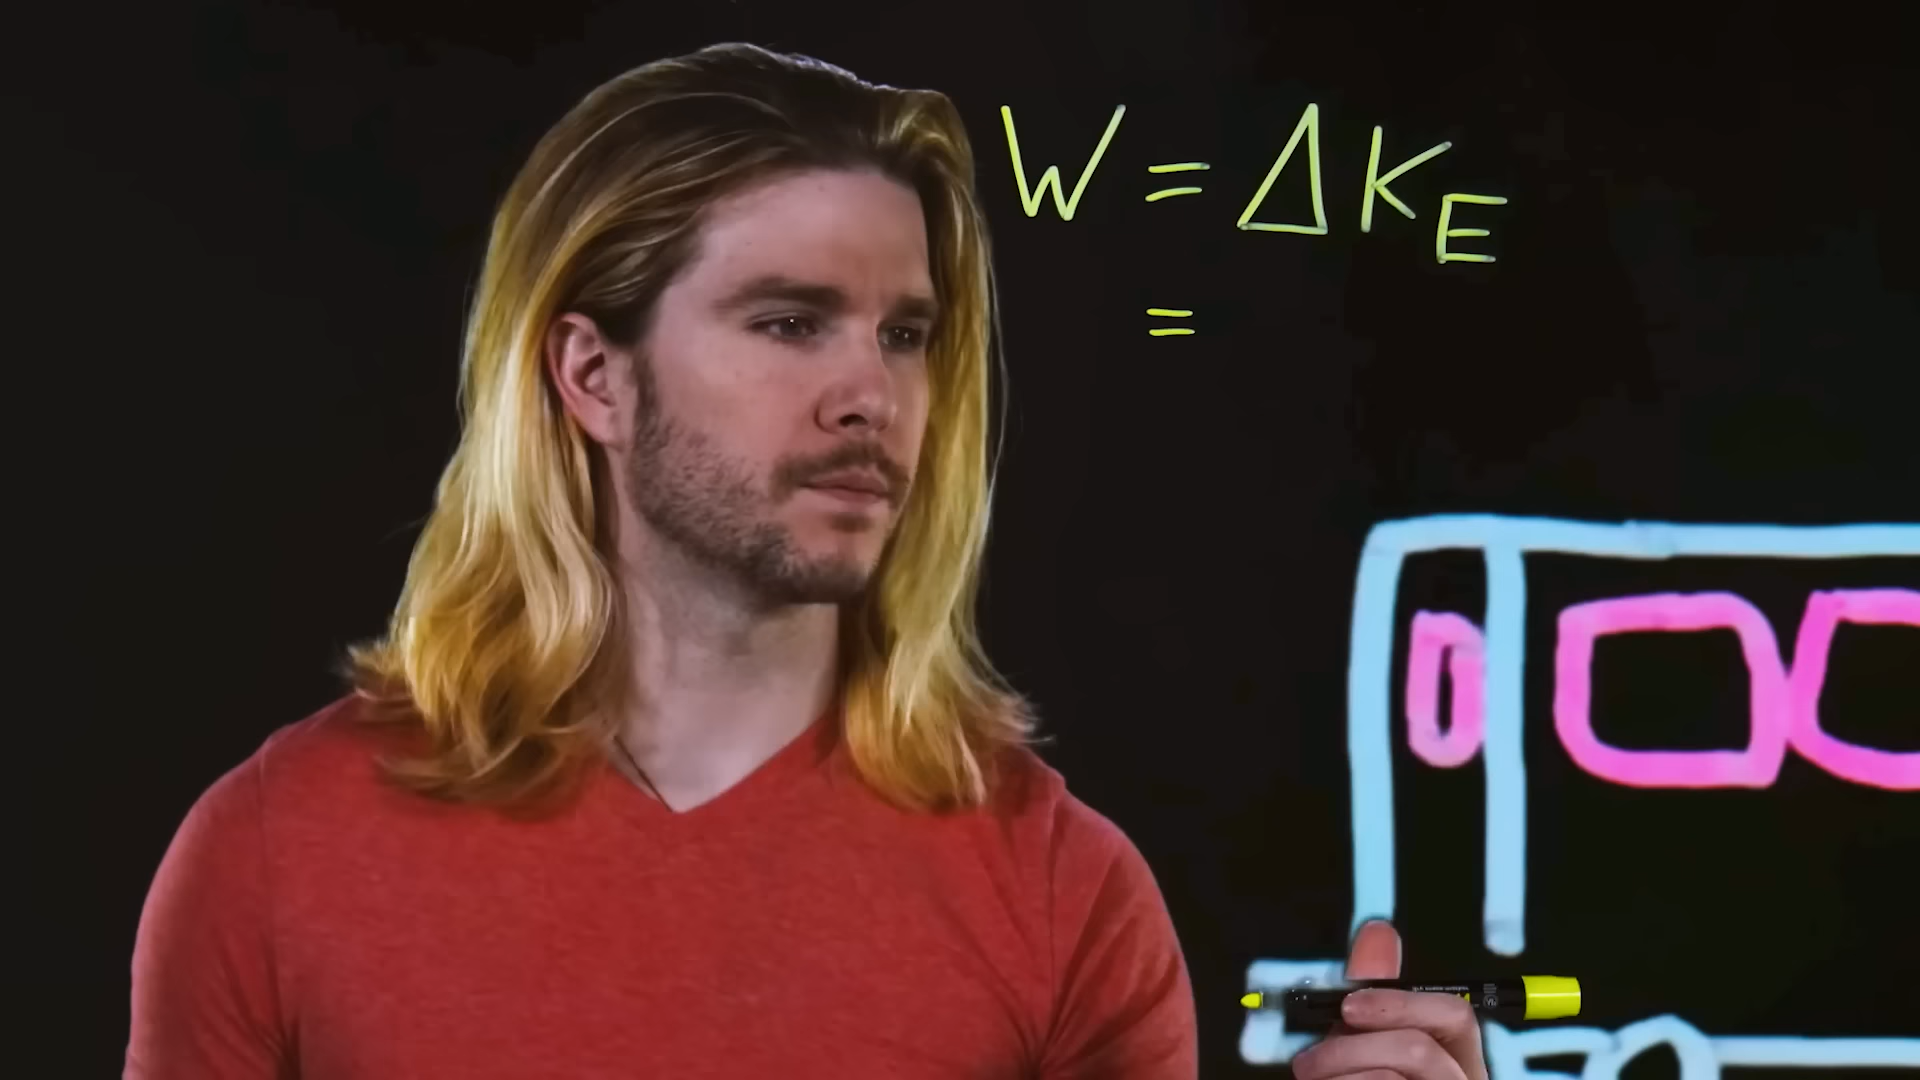 W = ΔK_E
=